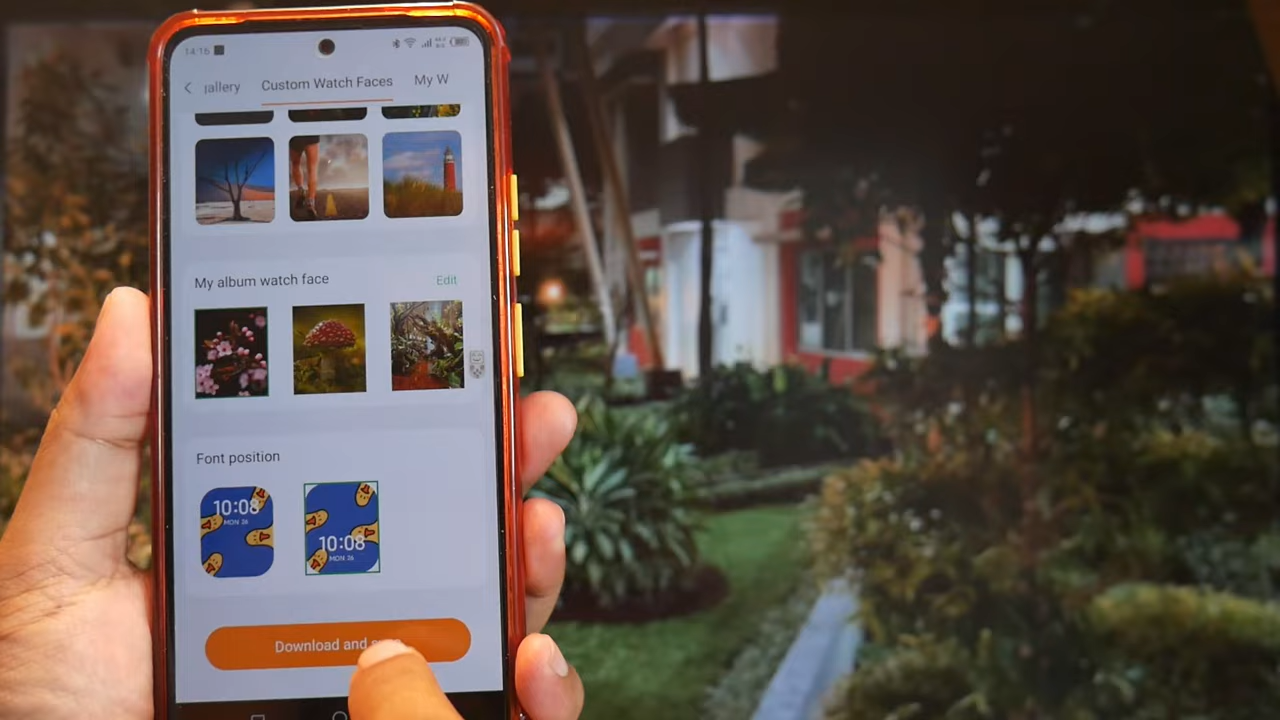 14:16
‹ ıallery Custom Watch Faces My W
My album watch face Edit
Font position
10:08
MON 26
10:08
MON 26
Download and